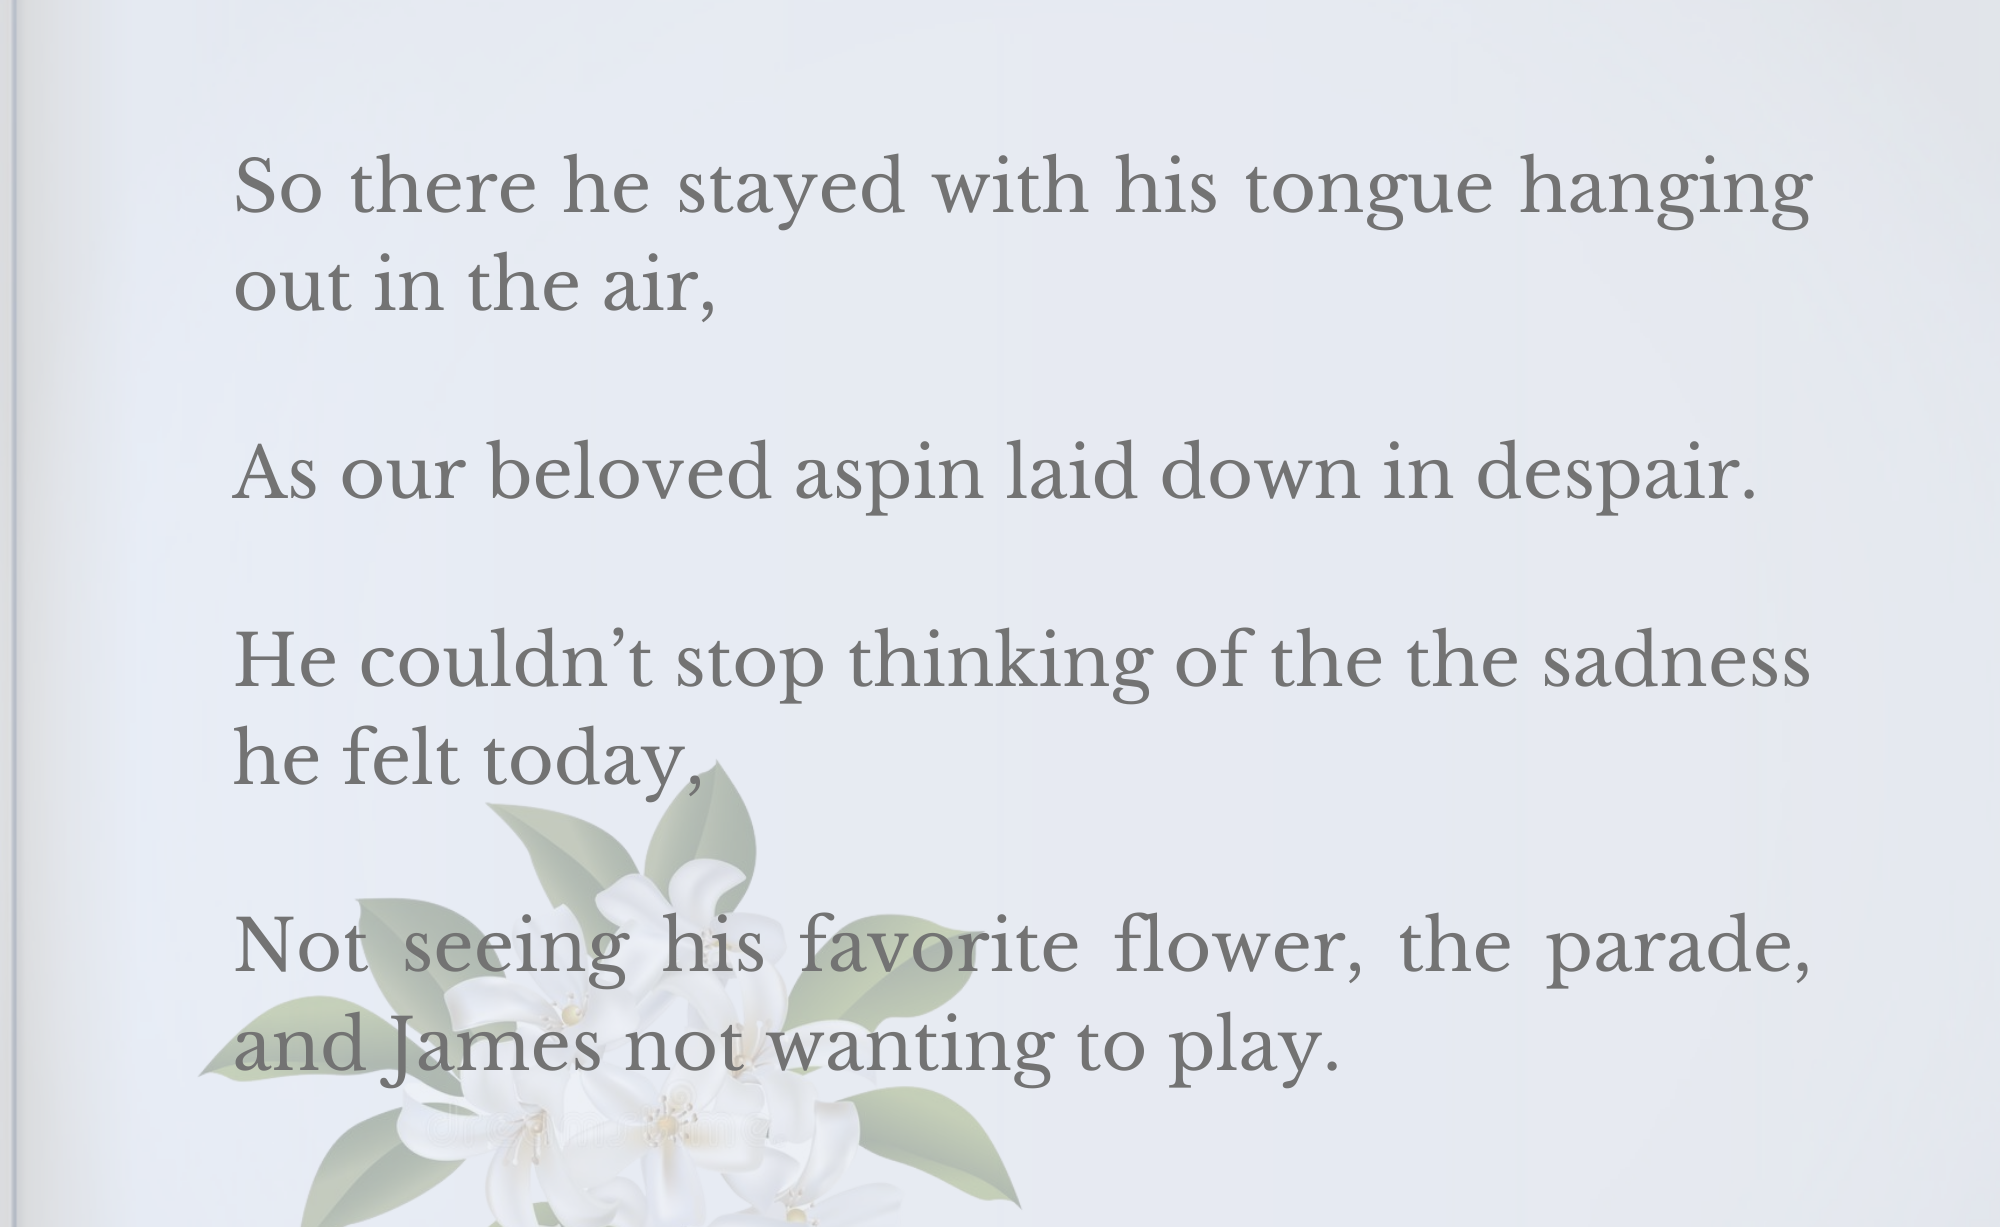 So there he stayed with his tongue hanging
out in the air,
As our beloved aspin laid down in despair.
He couldn’t stop thinking of the the sadness
he felt today,
Not seeing his favorite flower, the parade,
and James not wanting to play.
dreamstime